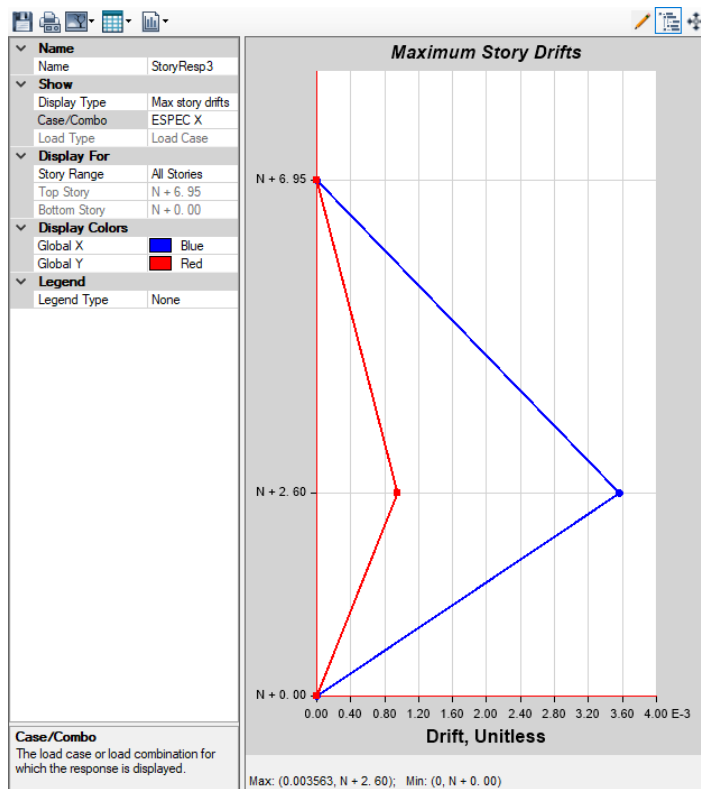 Name
Name StoryResp3
Show
Display Type Max story drifts
Case/Combo ESPEC X
Load Type Load Case
Display For
Story Range All Stories
Top Story N + 6. 95
Bottom Story N + 0. 00
Display Colors
Global X Blue
Global Y Red
Legend
Legend Type None
Case/Combo
The load case or load combination for
which the response is displayed.
Maximum Story Drifts
N + 6. 95
N + 2. 60
N + 0. 00
0.00 0.40 0.80 1.20 1.60 2.00 2.40 2.80 3.20 3.60 4.00 E-3
Drift, Unitless
Max: (0.003563, N + 2. 60); Min: (0, N + 0. 00)